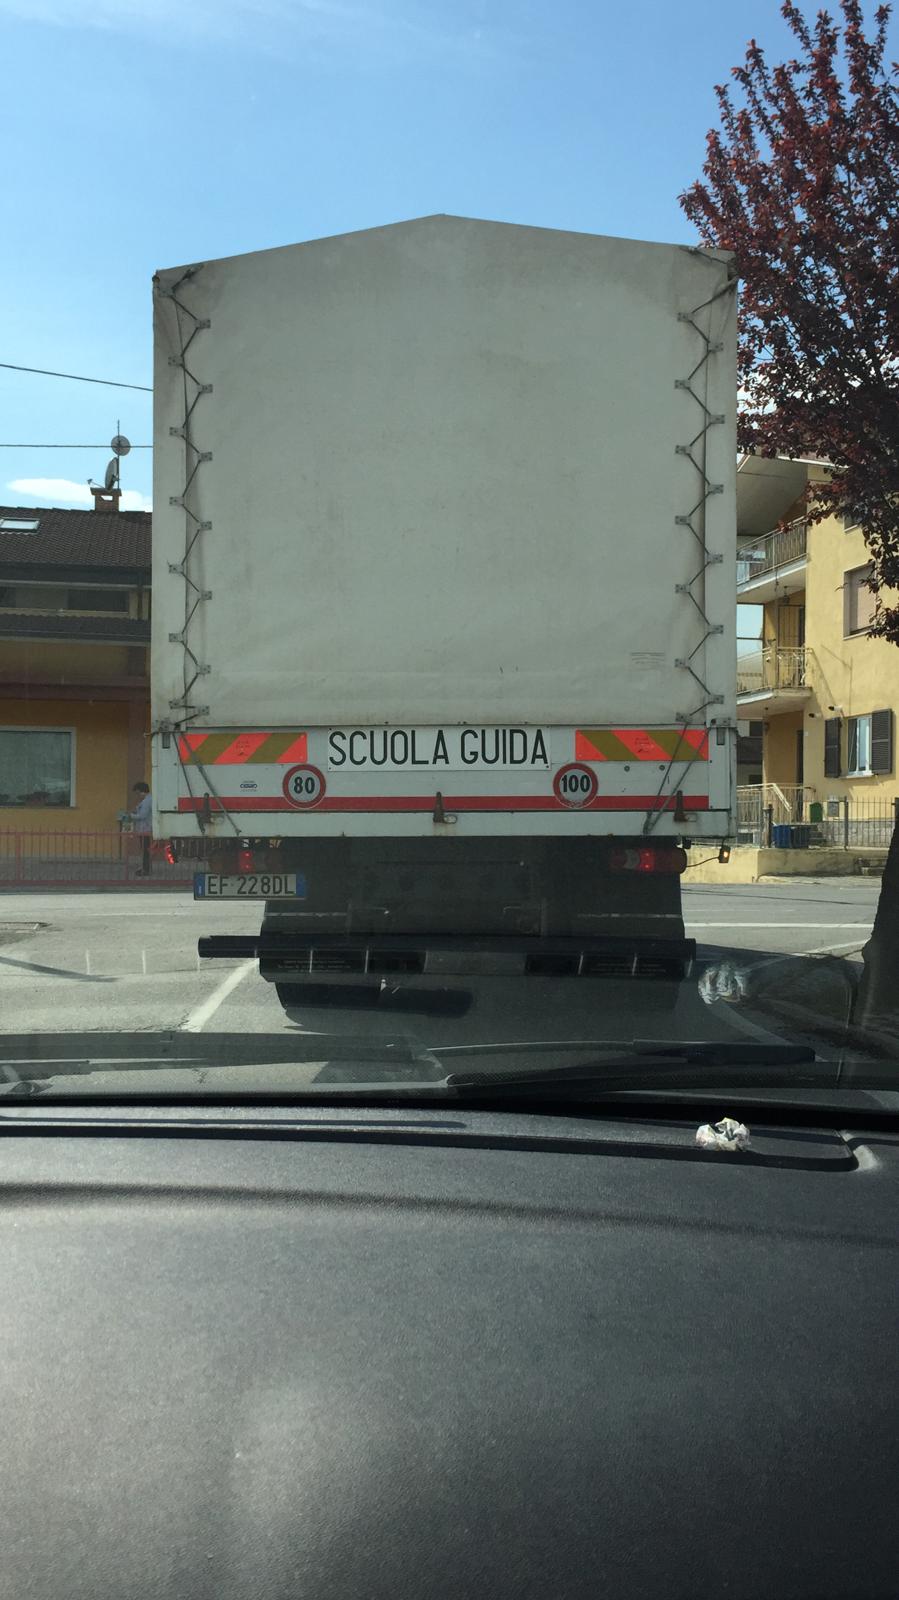 SCUOLA GUIDA
80
100
EF 228DL